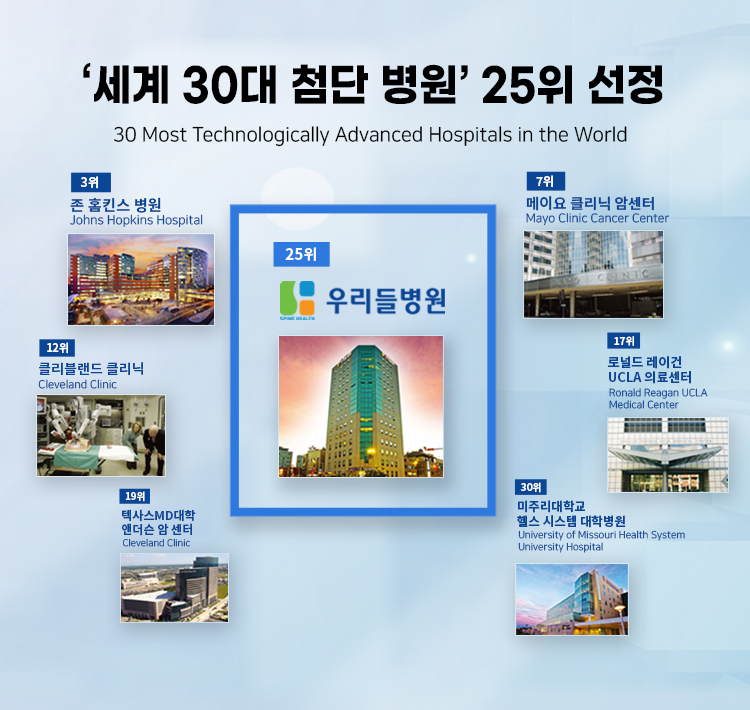 ‘세계 30대 첨단 병원’ 25위 선정
30 Most Technologically Advanced Hospitals in the World
3위
존 홉킨스 병원
Johns Hopkins Hospital
7위
메이요 클리닉 암센터
Mayo Clinic Cancer Center
CLINIC
25위
우리들병원
SPINE HEALTH
12위
클리블랜드 클리닉
Cleveland Clinic
17위
로널드 레이건
UCLA 의료센터
Ronald Reagan UCLA
Medical Center
19위
텍사스MD대학
앤더슨 암 센터
Cleveland Clinic
30위
미주리대학교
헬스 시스템 대학병원
University of Missouri Health System
University Hospital